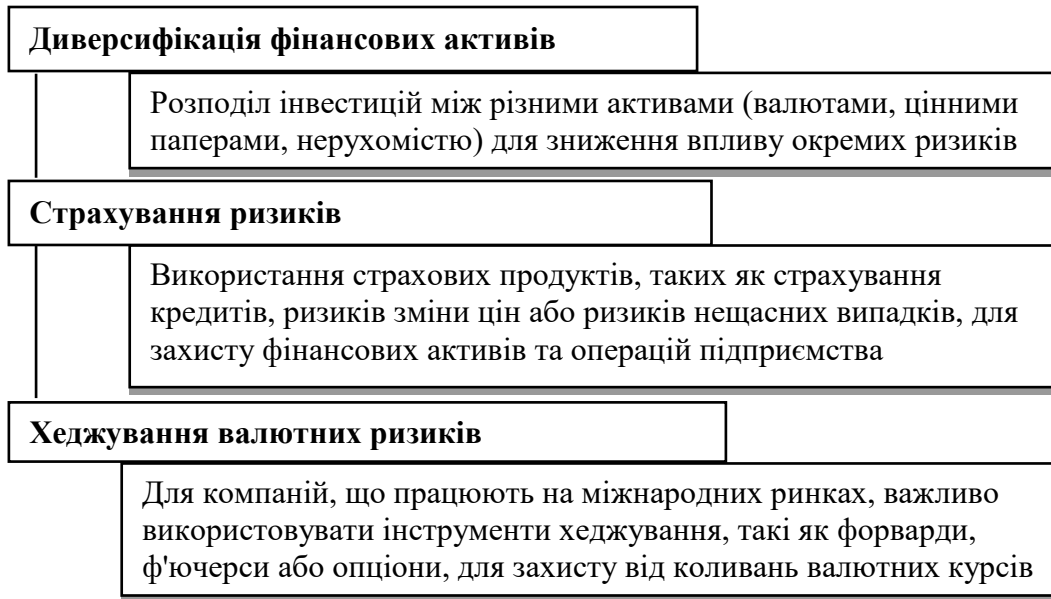 Диверсифікація фінансових активів
Розподіл інвестицій між різними активами (валютами, цінними
паперами, нерухомістю) для зниження впливу окремих ризиків
Страхування ризиків
Використання страхових продуктів, таких як страхування
кредитів, ризиків зміни цін або ризиків нещасних випадків, для
захисту фінансових активів та операцій підприємства
Хеджування валютних ризиків
Для компаній, що працюють на міжнародних ринках, важливо
використовувати інструменти хеджування, такі як форварди,
ф'ючерси або опціони, для захисту від коливань валютних курсів